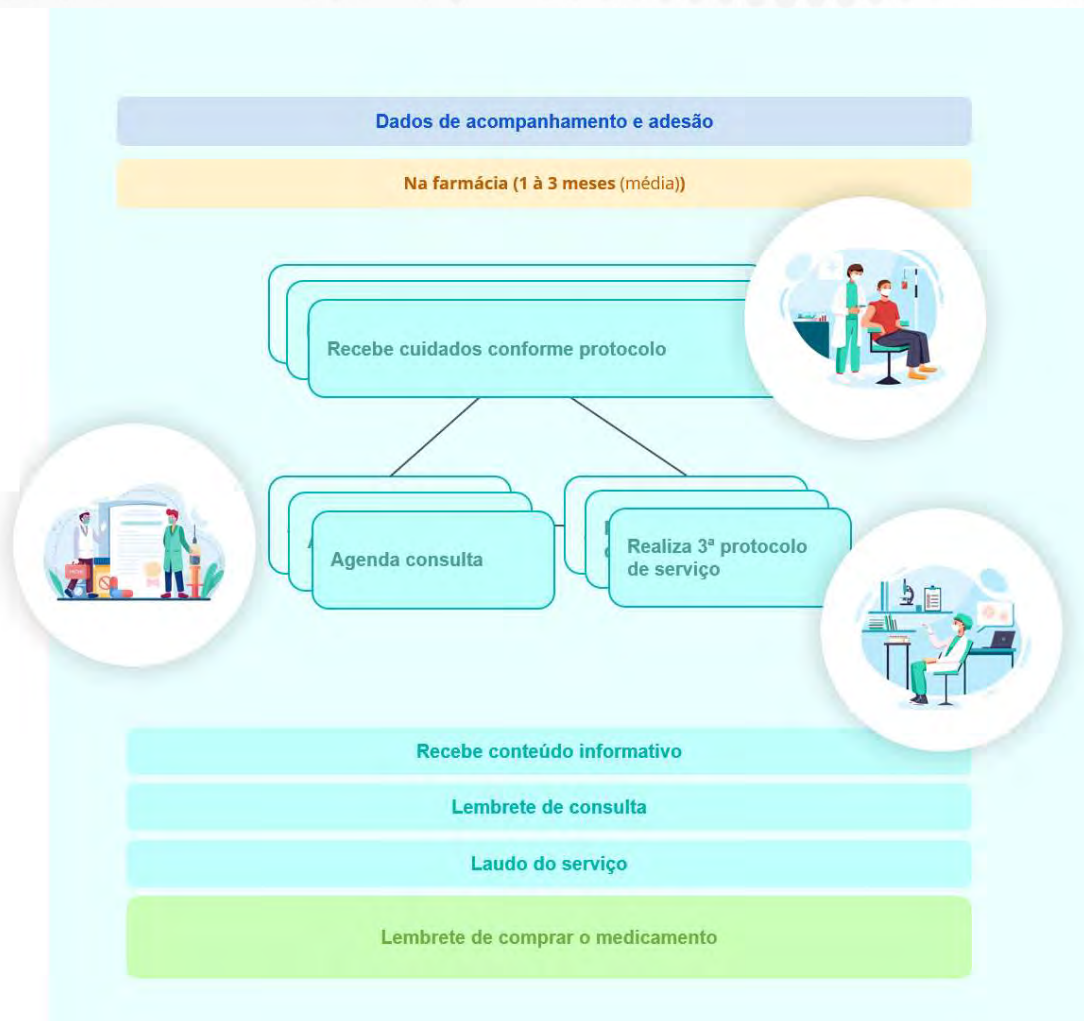 Dados de acompanhamento e adesão
Na farmácia (1 à 3 meses (média))
Recebe cuidados conforme protocolo
Agenda consulta
Realiza 3ª protocolo
de serviço
Recebe conteúdo informativo
Lembrete de consulta
Laudo do serviço
Lembrete de comprar o medicamento